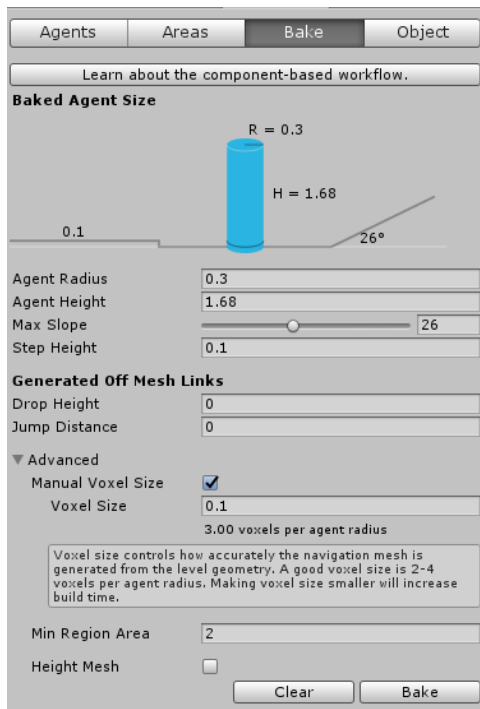 Agents Areas Bake Object
Learn about the component-based workflow.
Baked Agent Size
R = 0.3
H = 1.68
0.1
26°
Agent Radius 0.3
Agent Height 1.68
Max Slope 26
Step Height 0.1
Generated Off Mesh Links
Drop Height 0
Jump Distance 0
Advanced
Manual Voxel Size
Voxel Size 0.1
3.00 voxels per agent radius
Voxel size controls how accurately the navigation mesh is
generated from the level geometry. A good voxel size is 2-4
voxels per agent radius. Making voxel size smaller will increase
build time.
Min Region Area 2
Height Mesh
Clear Bake